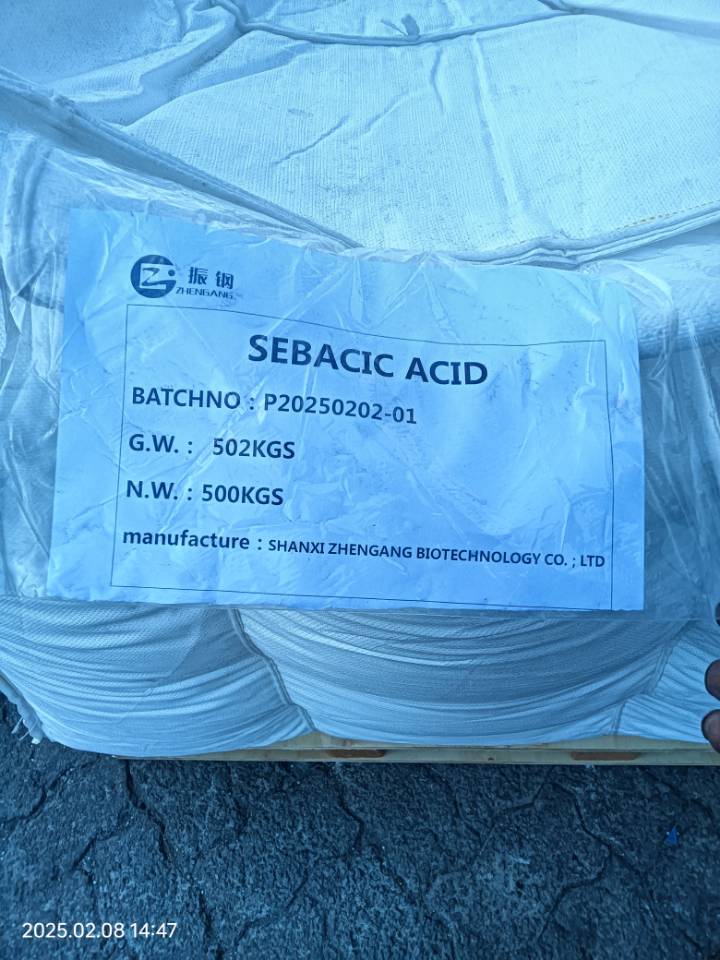 振钢
ZHENGANG
SEBACIC ACID
BATCHNO : P20250202-01
G.W. : 502KGS
N.W. : 500KGS
manufacture : SHANXI ZHENGANG BIOTECHNOLOGY CO. ; LTD
2025.02.08 14:47